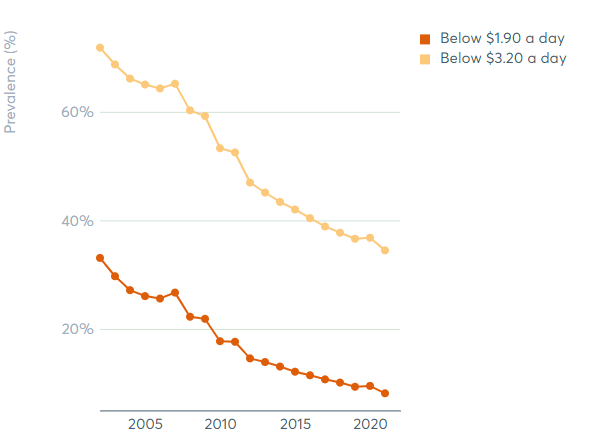 Prevalence (%)
Below $1.90 a day
Below $3.20 a day
60%
40%
20%
2005 2010 2015 2020